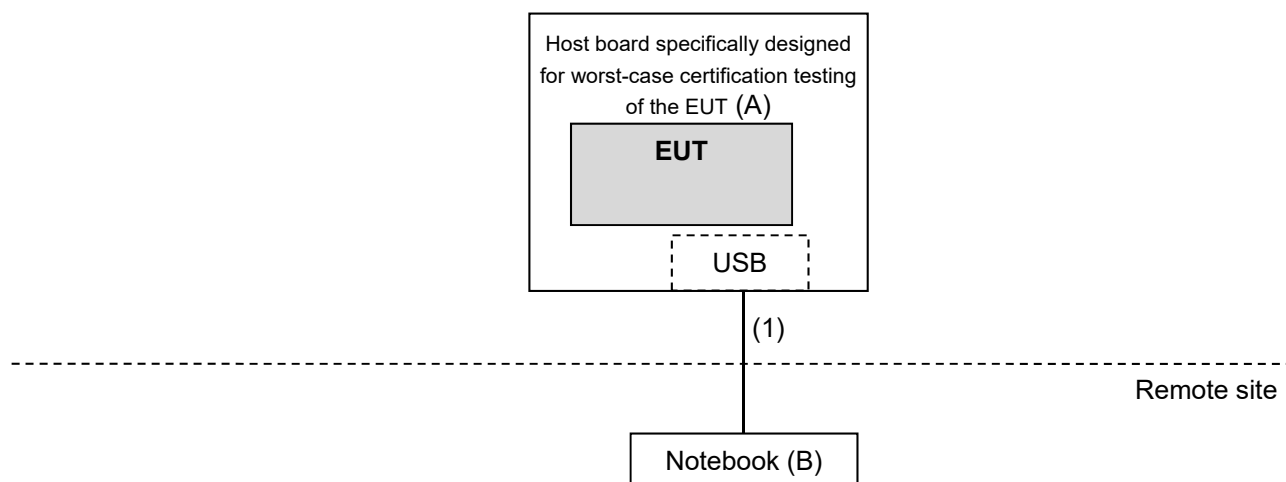 Host board specifically designed
for worst-case certification testing
of the EUT (A)
EUT
USB
(1)
Remote site
Notebook (B)